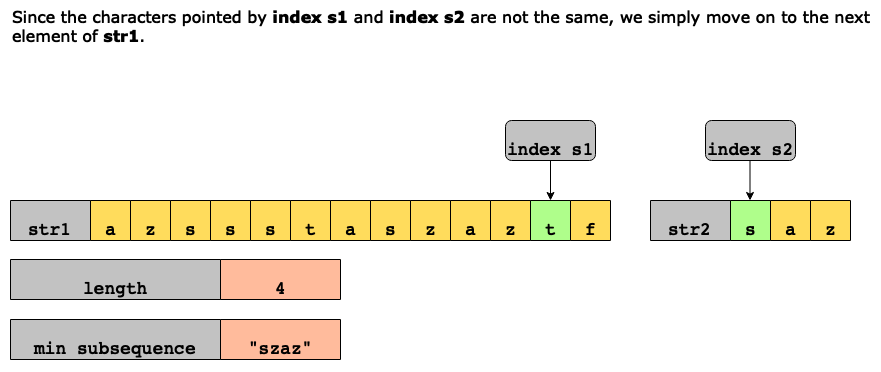 Since the characters pointed by index s1 and index s2 are not the same, we simply move on to the next
element of str1.
index s1 index s2
str1 a z s s s t a s z a z t f str2 s a z
length 4
min subsequence "szaz"